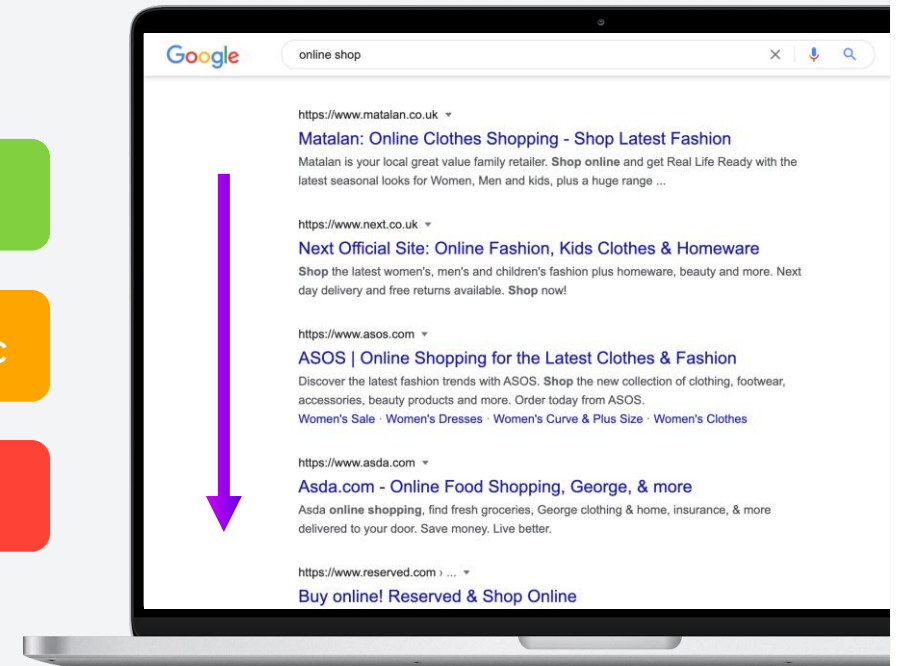 Google
online shop
https://www.matalan.co.uk
Matalan: Online Clothes Shopping - Shop Latest Fashion
Matalan is your local great value family retailer. Shop online and get Real Life Ready with the
latest seasonal looks for Women, Men and kids, plus a huge range ...
https://www.next.co.uk
Next Official Site: Online Fashion, Kids Clothes & Homeware
Shop the latest women's, men's and children's fashion plus homeware, beauty and more. Next
day delivery and free returns available. Shop now!
https://www.asos.com
ASOS | Online Shopping for the Latest Clothes & Fashion
Discover the latest fashion trends with ASOS. Shop the new collection of clothing, footwear,
accessories, beauty products and more. Order today from ASOS.
Women's Sale · Women's Dresses · Women's Curve & Plus Size · Women's Clothes
https://www.asda.com
Asda.com - Online Food Shopping, George, & more
Asda online shopping, find fresh groceries, George clothing & home, insurance, & more
delivered to your door. Save money. Live better.
https://www.reserved.com › ...
Buy online! Reserved & Shop Online